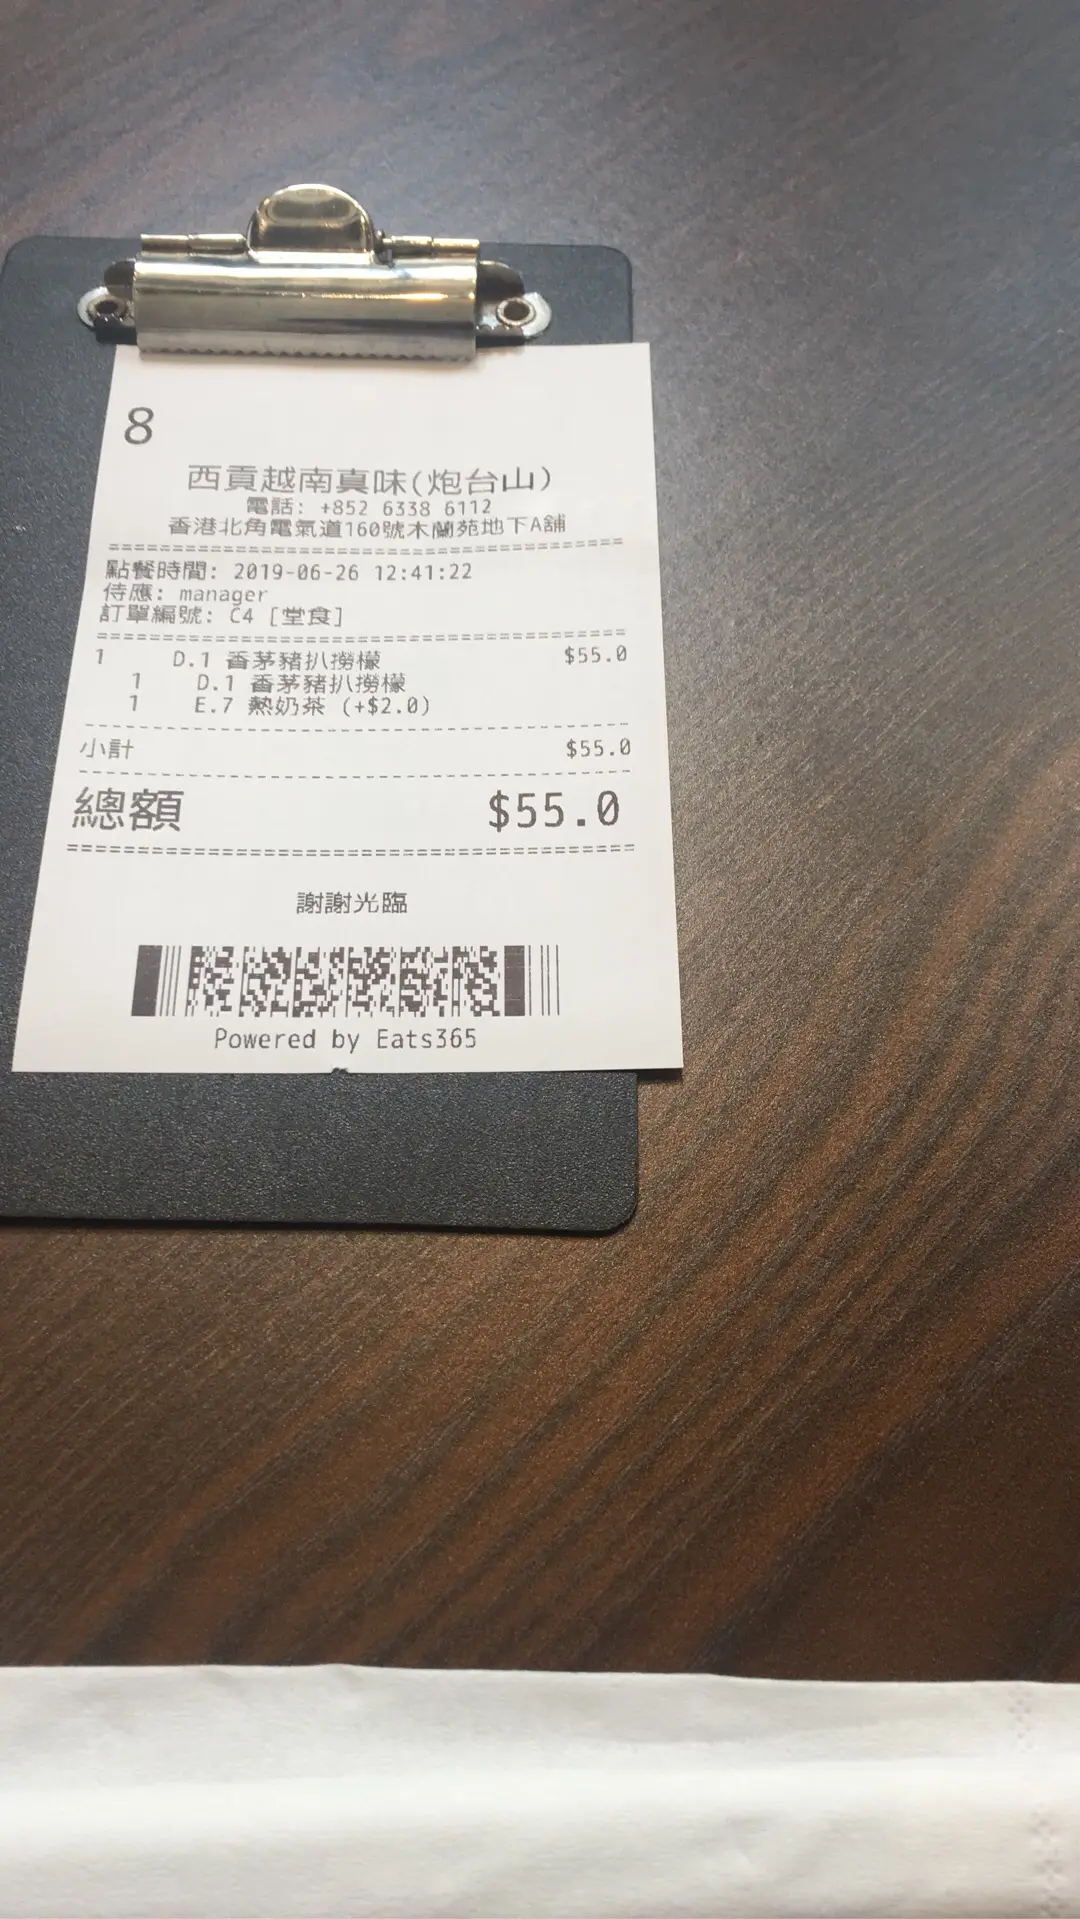 8
西貢越南真味(炮台山)
電話: +852 6338 6112
香港北角電氣道160號木蘭苑地下A舖
點餐時間: 2019-06-26 12:41:22
侍應: manager
訂單編號: C4 [堂食]
1 D.1 香茅豬扒撈檬 $55.0
1 D.1 香茅豬扒撈檬
1 E.7 熱奶茶 (+$2.0)
小計 $55.0
總額 $55.0
謝謝光臨
Powered by Eats365